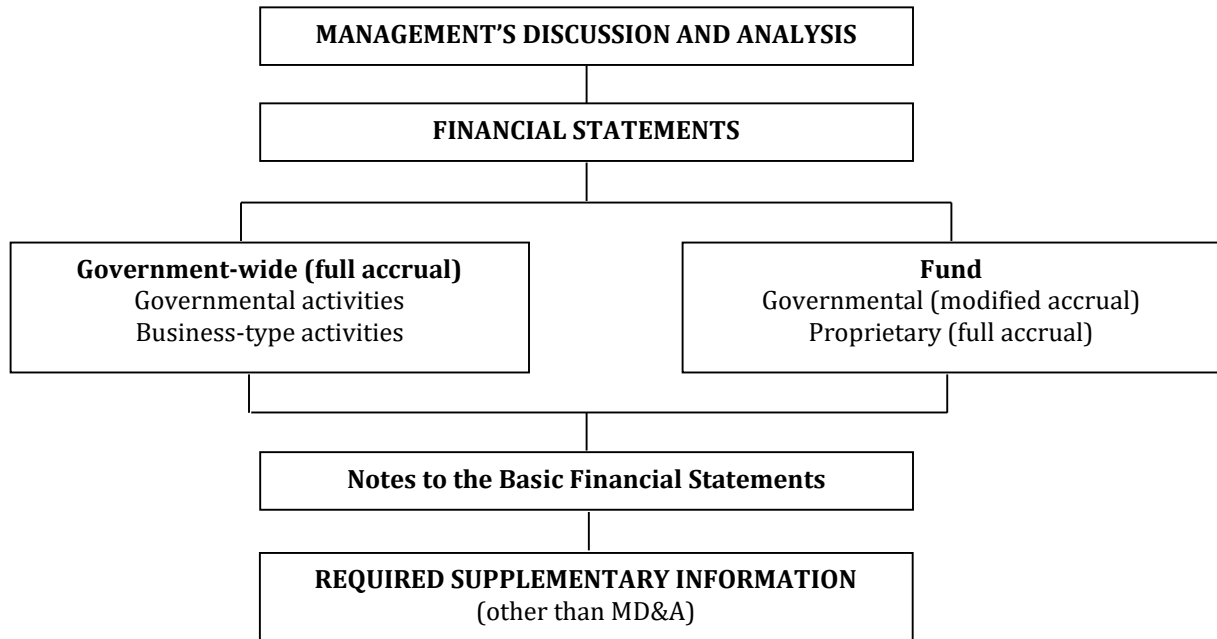 MANAGEMENT’S DISCUSSION AND ANALYSIS
FINANCIAL STATEMENTS
Government-wide (full accrual)
Governmental activities
Business-type activities
Fund
Governmental (modified accrual)
Proprietary (full accrual)
Notes to the Basic Financial Statements
REQUIRED SUPPLEMENTARY INFORMATION
(other than MD&A)